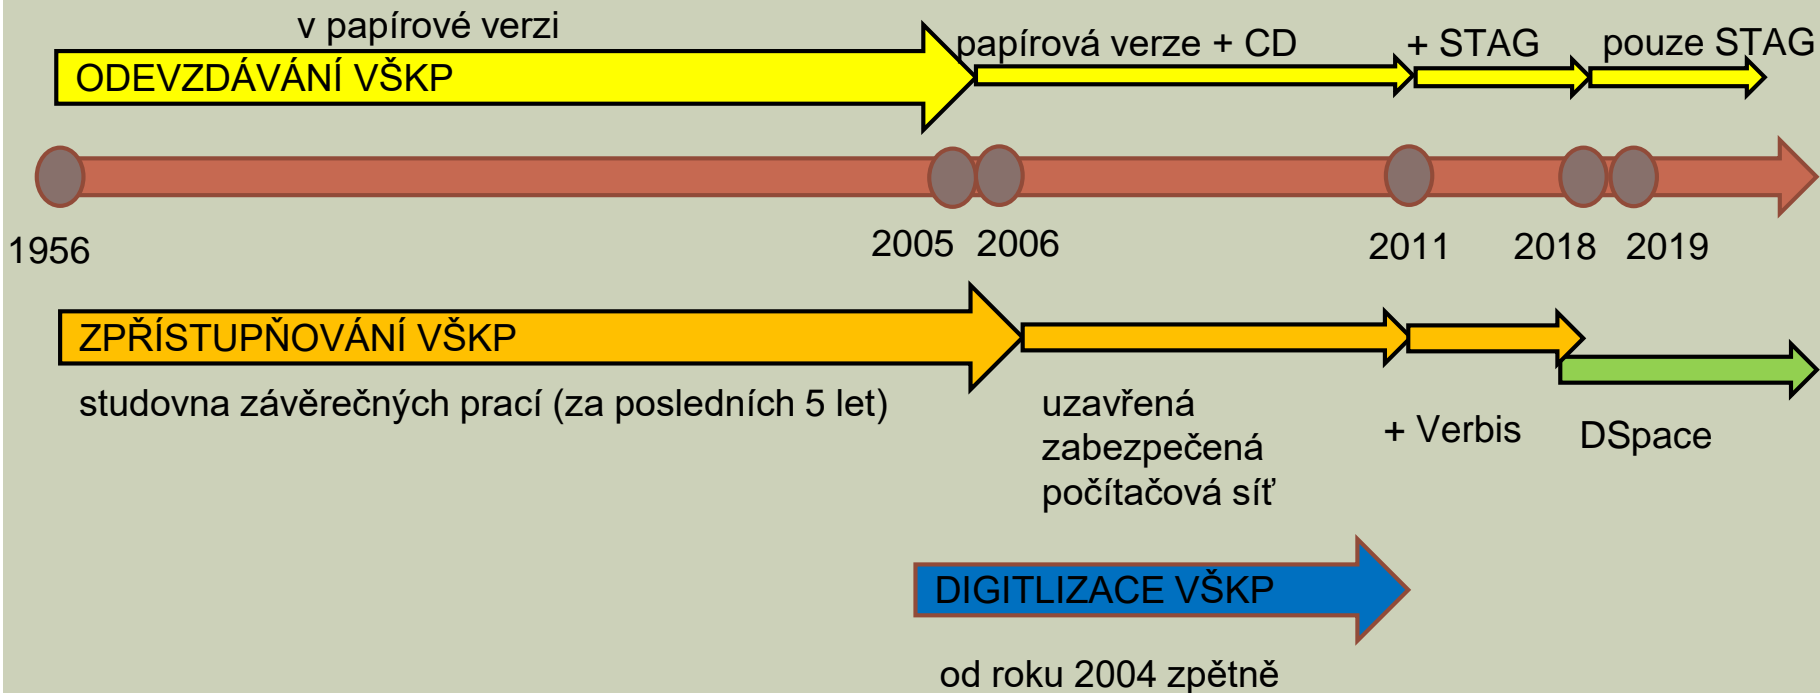 v papírové verzi
papírová verze + CD
+ STAG
pouze STAG
ODEVZDÁVÁNÍ VŠKP
1956
2005
2006
2011
2018
2019
ZPŘÍSTUPŇOVÁNÍ VŠKP
studovna závěrečných prací (za posledních 5 let)
uzavřená
zabezpečená
počítačová síť
+ Verbis
DSpace
DIGITLIZACE VŠKP
od roku 2004 zpětně